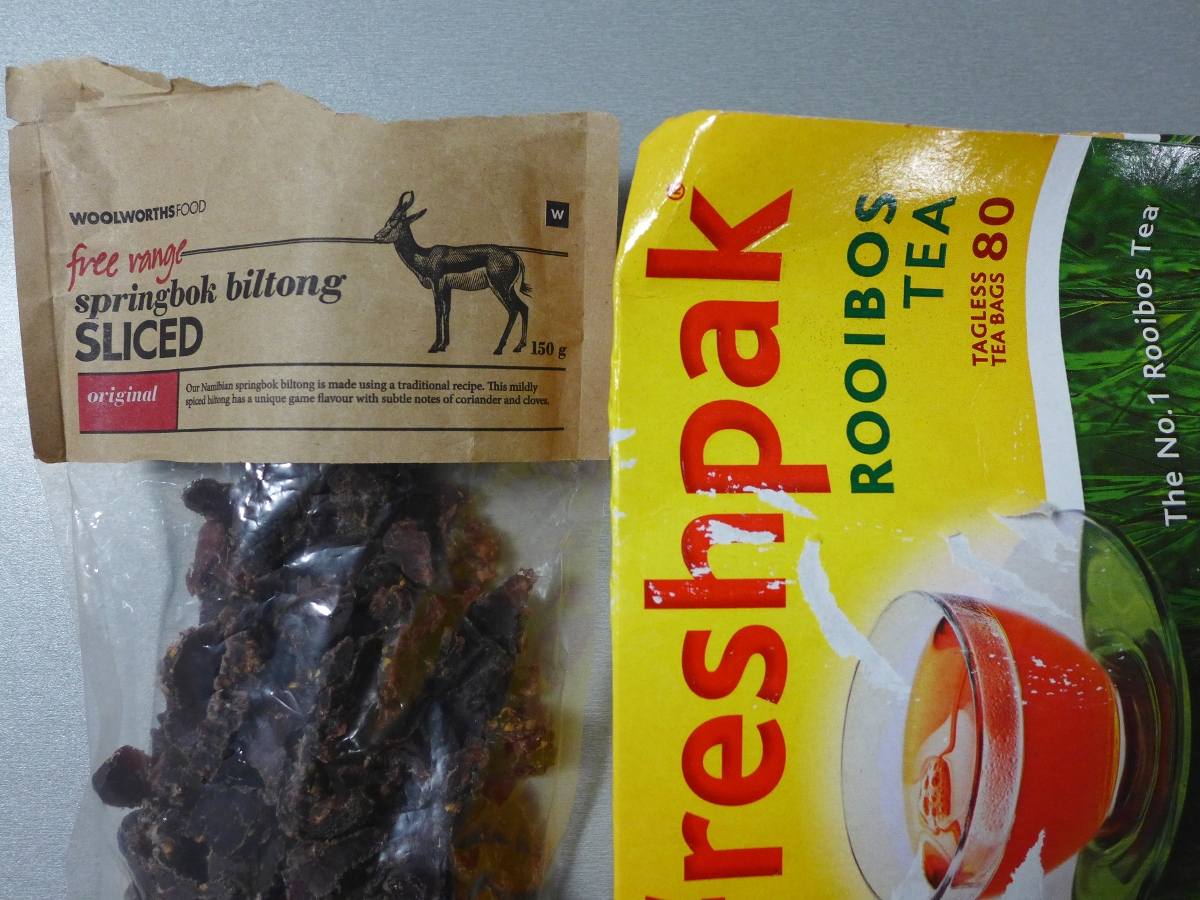 WOOLWORTHSFOOD
W
free range
springbok biltong
SLICED
150 g
original
Our Namibian springbok biltong is made using a traditional recipe. This mildly
spiced biltong has a unique game flavour with subtle notes of coriander and cloves.
freshpak®
ROOIBOS
TEA
TAGLESS
TEA BAGS
80
The No.1 Rooibos Tea